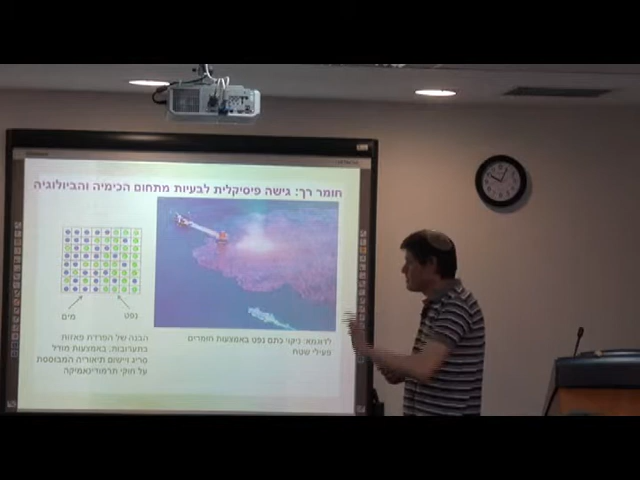 חומר רך: גישה פיסיקלית לבעיות מתחום הכימיה והביולוגיה
מים
נפט
לדוגמא: ניקוי כתם נפט באמצעות חומרים
פעילי שטח
הבנה של הפרדת פאזות
בתערובות, באמצעות מודל
סריג ויישום תיאוריה המבוססת
על חוקי תרמודינאמיקה